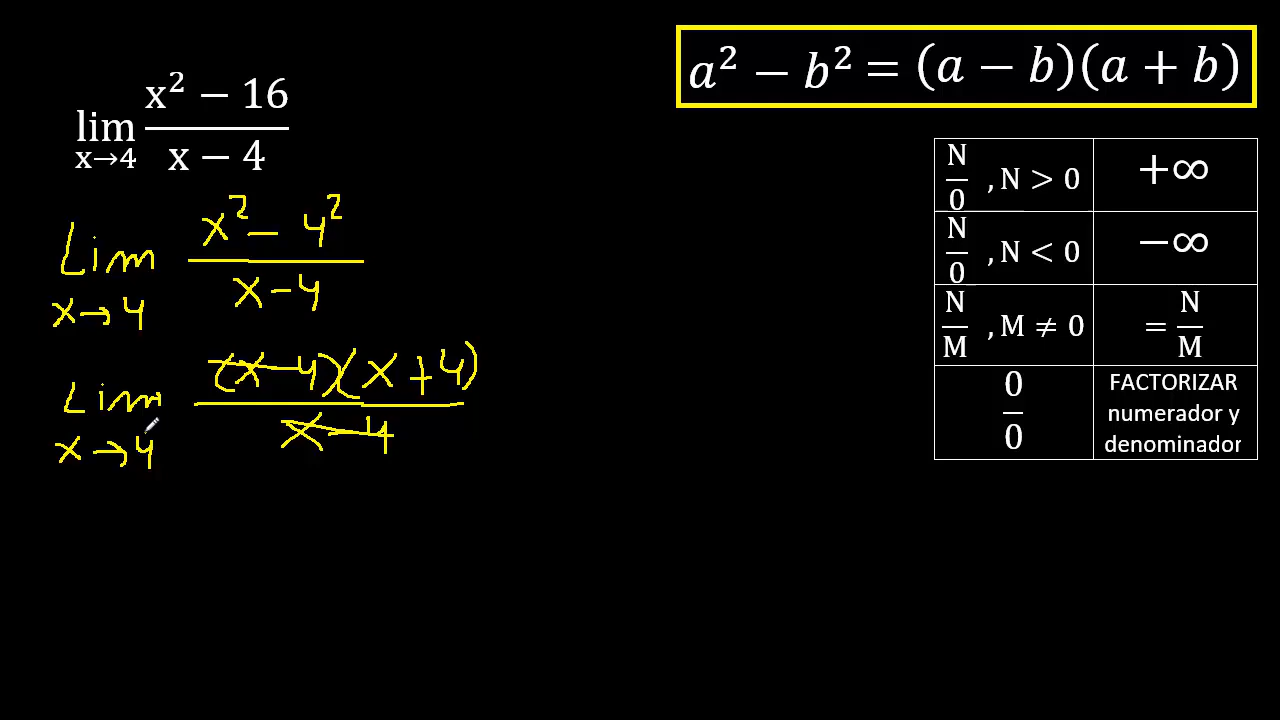 a² − b² = (a − b)(a + b)
lim x→4 (x² − 16)/(x − 4)
Lim x→4 (x² − 4²)/(x − 4)
Lim x→4 (x − 4)(x + 4)/(x − 4)
N/0 , N > 0 +∞
N/0 , N < 0 −∞
N/M , M ≠ 0 = N/M
0/0 FACTORIZAR
numerador y
denominador